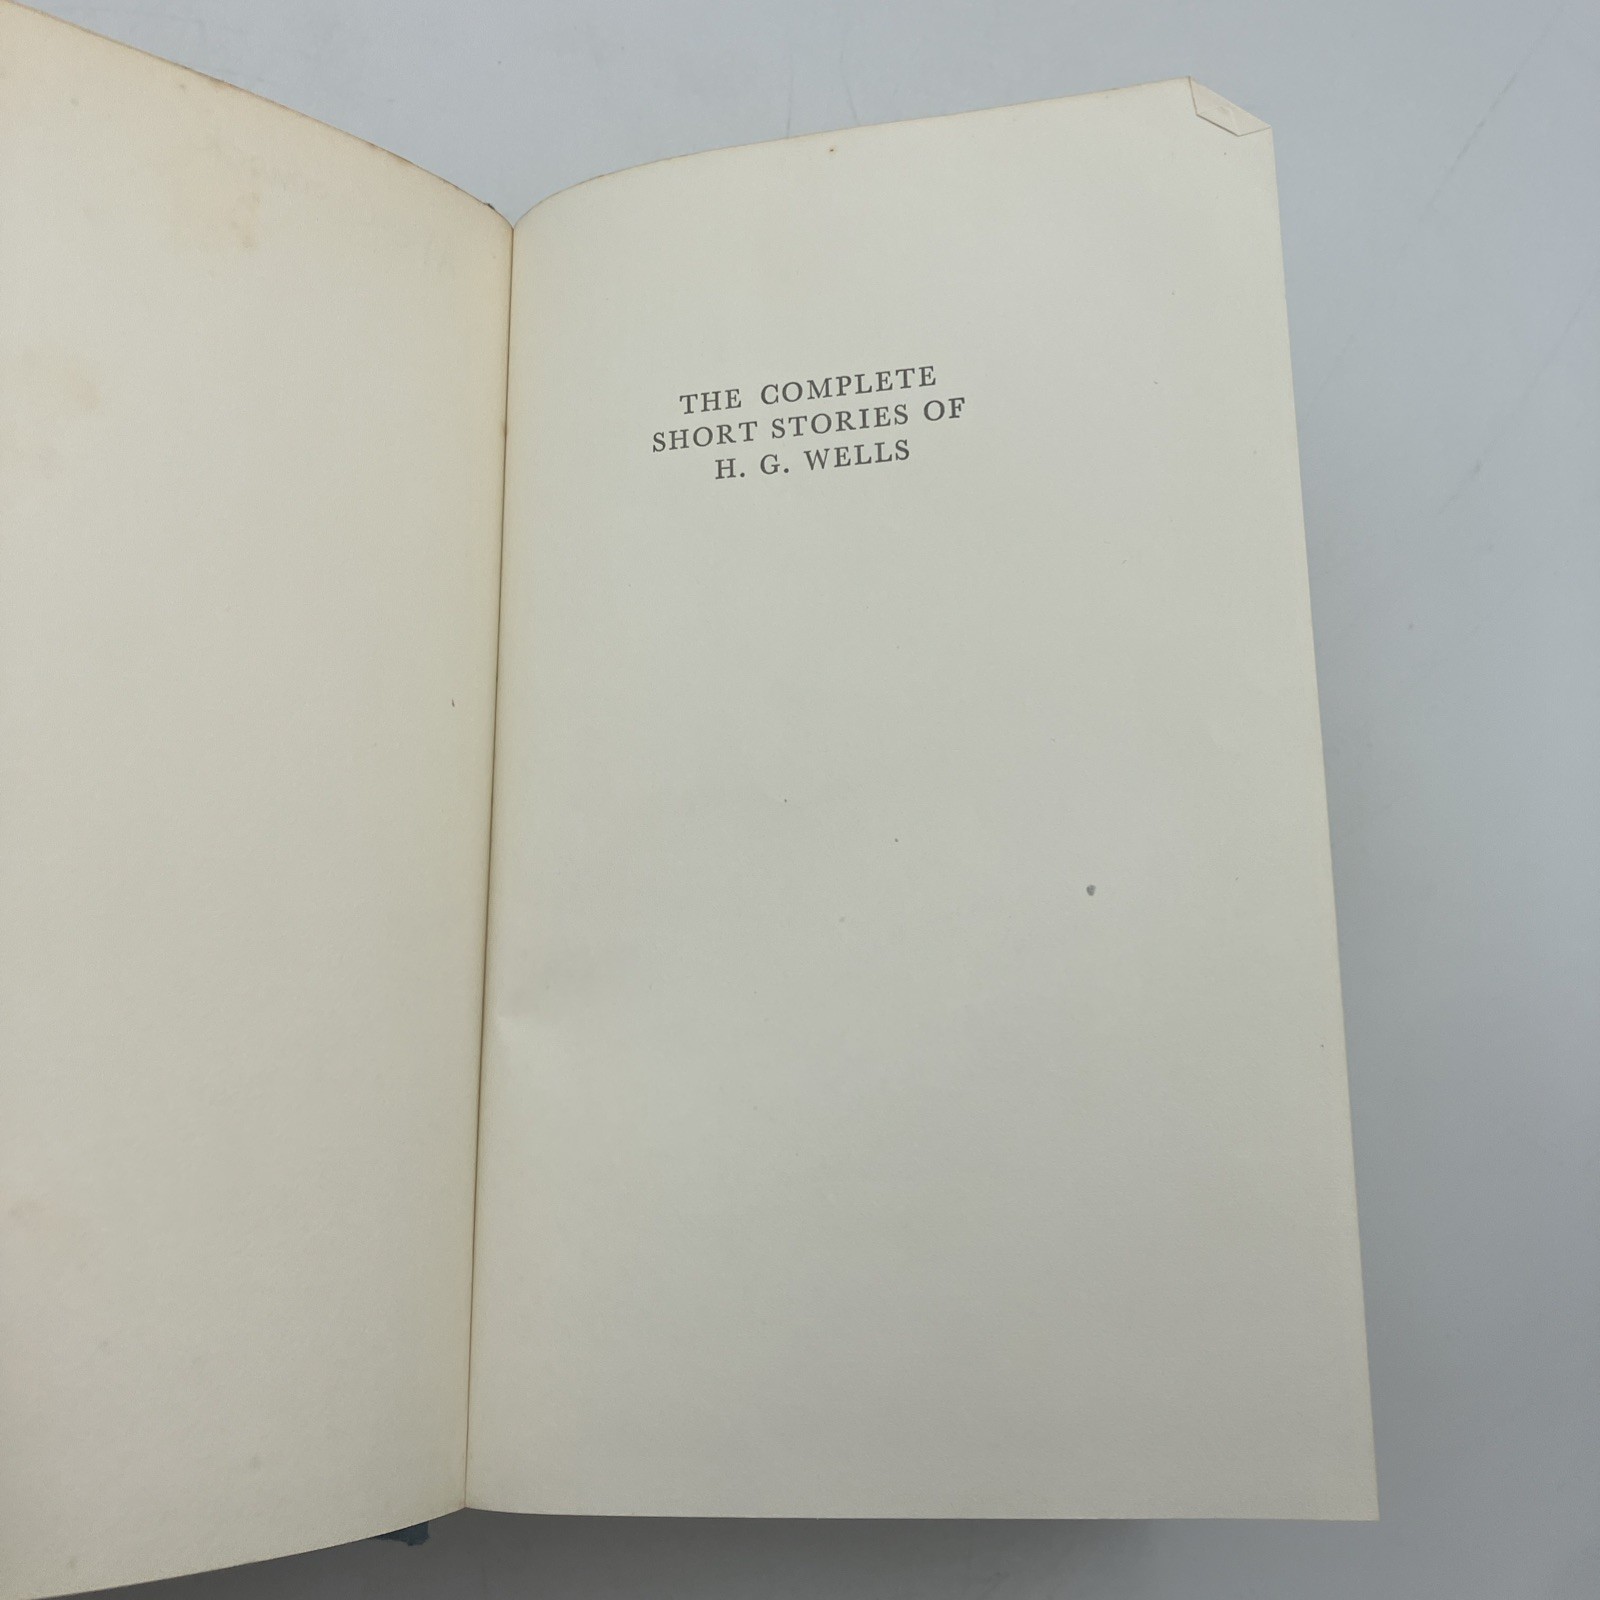 THE COMPLETE
SHORT STORIES OF
H. G. WELLS